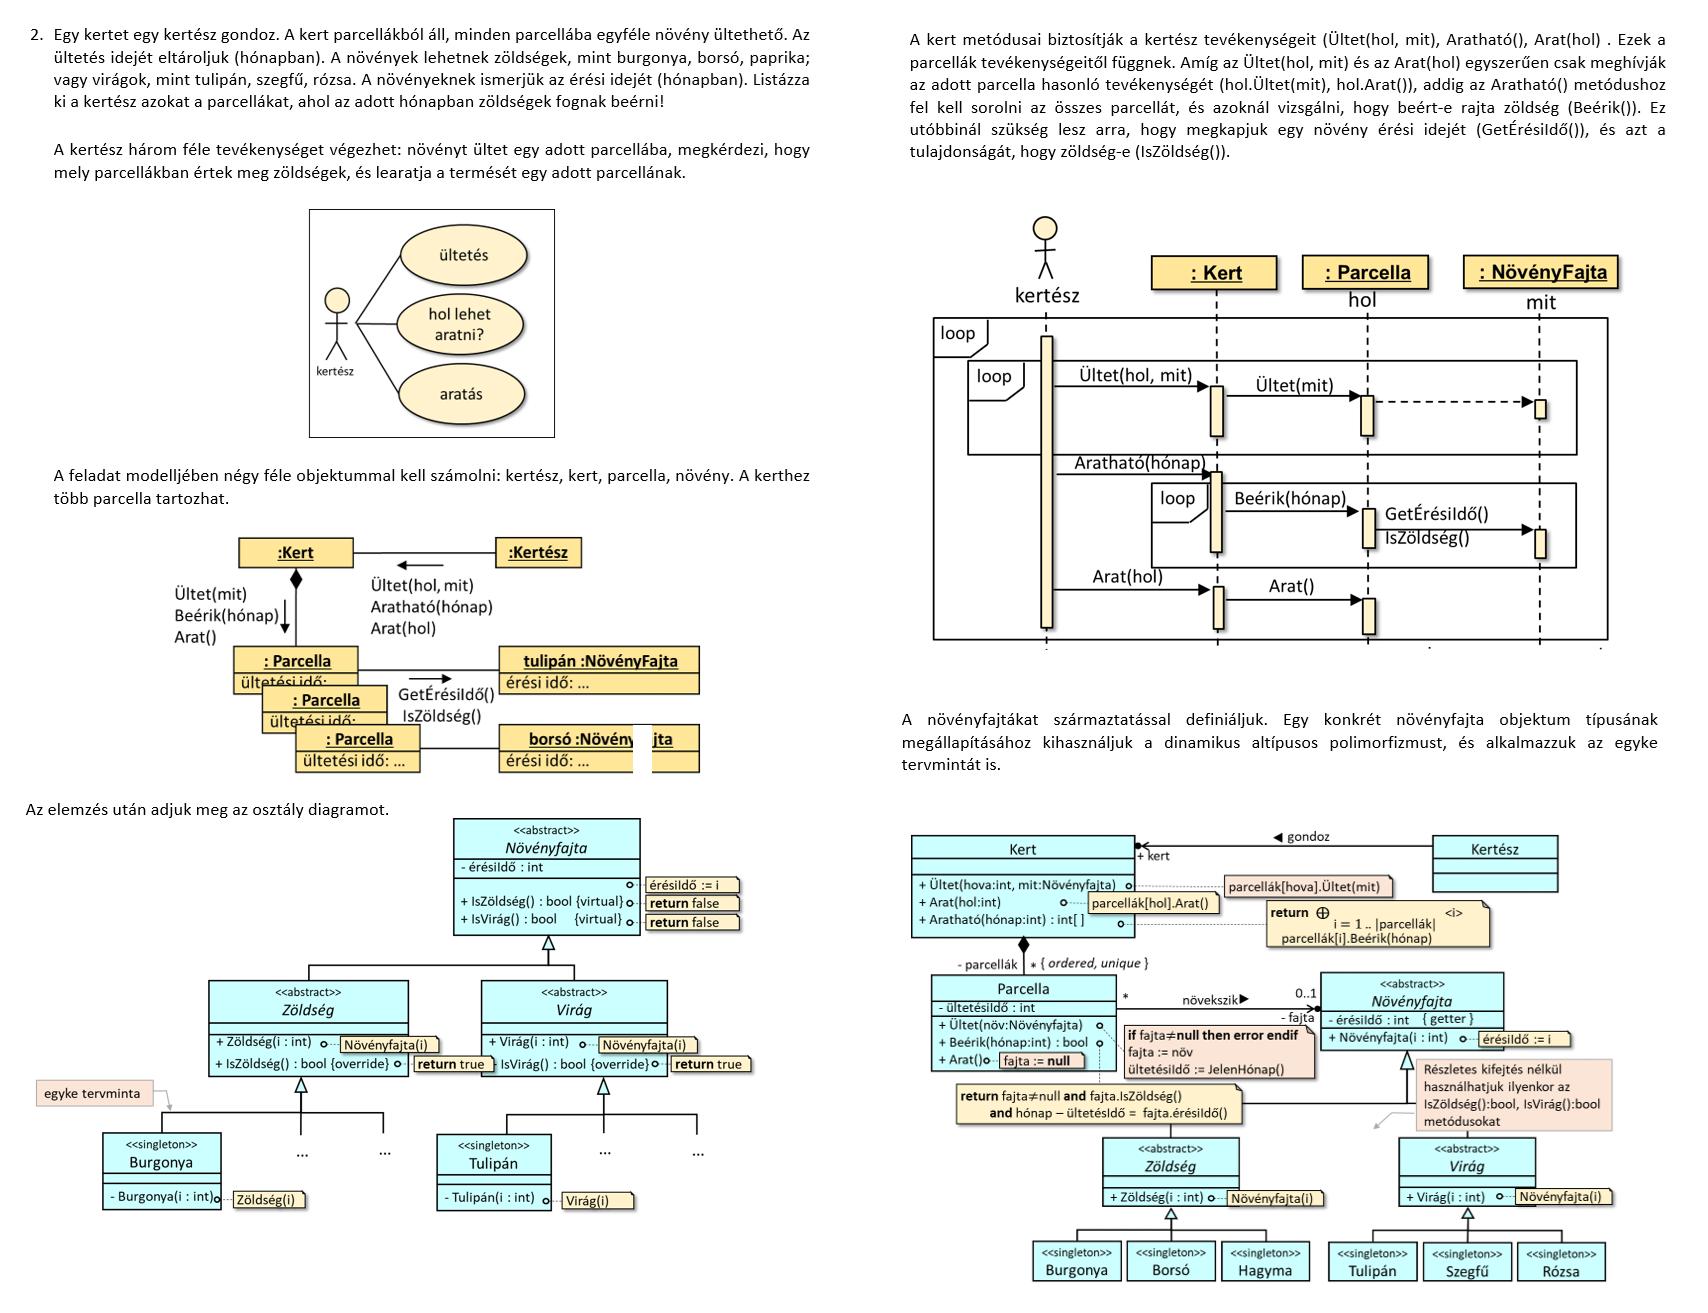 2. Egy kertet egy kertész gondoz. A kert parcellákból áll, minden parcellába egyféle növény ültethető. Az
ültetés idejét eltároljuk (hónapban). A növények lehetnek zöldségek, mint burgonya, borsó, paprika;
vagy virágok, mint tulipán, szegfű, rózsa. A növényeknek ismerjük az érési idejét (hónapban). Listázza
ki a kertész azokat a parcellákat, ahol az adott hónapban zöldségek fognak beérni!
A kertész három féle tevékenységet végezhet: növényt ültet egy adott parcellába, megkérdezi, hogy
mely parcellákban értek meg zöldségek, és learatja a termését egy adott parcellának.
ültetés
hol lehet
aratni?
kertész
aratás
A feladat modelljében négy féle objektummal kell számolni: kertész, kert, parcella, növény. A kerthez
több parcella tartozhat.
:Kert
:Kertész
Ültet(mit)
Beérik(hónap)
Arat()
Ültet(hol, mit)
Aratható(hónap)
Arat(hol)
: Parcella
ültetési idő:
tulipán :NövényFajta
érési idő: ...
GetÉrésiIdő()
IsZöldség()
: Parcella
ültetési idő:
: Parcella
ültetési idő: ...
borsó :Növény jta
érési idő: ...
Az elemzés után adjuk meg az osztály diagramot.
<<abstract>>
Növényfajta
- érésiIdő : int
érésiIdő := i
+ IsZöldség() : bool {virtual}
return false
+ IsVirág() : bool {virtual}
return false
<<abstract>>
Zöldség
+ Zöldség(i : int)
Növényfajta(i)
+ IsZöldség() : bool {override}
return true
<<abstract>>
Virág
+ Virág(i : int)
Növényfajta(i)
IsVirág() : bool {override}
return true
egyke tervminta
<<singleton>>
Burgonya
- Burgonya(i : int)
Zöldség(i)
...
...
<<singleton>>
Tulipán
- Tulipán(i : int)
Virág(i)
...
...
A kert metódusai biztosítják a kertész tevékenységeit (Ültet(hol, mit), Aratható(), Arat(hol) . Ezek a
parcellák tevékenységeitől függnek. Amíg az Ültet(hol, mit) és az Arat(hol) egyszerűen csak meghívják
az adott parcella hasonló tevékenységét (hol.Ültet(mit), hol.Arat()), addig az Aratható() metódushoz
fel kell sorolni az összes parcellát, és azoknál vizsgálni, hogy beért-e rajta zöldség (Beérik()). Ez
utóbbinál szükség lesz arra, hogy megkapjuk egy növény érési idejét (GetÉrésiIdő()), és azt a
tulajdonságát, hogy zöldség-e (IsZöldség()).
kertész
: Kert
: Parcella
hol
: NövényFajta
mit
loop
loop
Ültet(hol, mit)
Ültet(mit)
Aratható(hónap)
loop
Beérik(hónap)
GetÉrésiIdő()
IsZöldség()
Arat(hol)
Arat()
A növényfajtákat származtatással definiáljuk. Egy konkrét növényfajta objektum típusának
megállapításához kihasználjuk a dinamikus altípusos polimorfizmust, és alkalmazzuk az egyke
tervmintát is.
Kert
+ Ültet(hova:int, mit:Növényfajta)
+ Arat(hol:int)
+ Aratható(hónap:int) : int[ ]
◄ gondoz
+ kert
Kertész
parcellák[hova].Ültet(mit)
parcellák[hol].Arat()
return ⊕ <i>
i = 1 .. |parcellák|
parcellák[i].Beérik(hónap)
- parcellák
* { ordered, unique }
Parcella
- ültetésiIdő : int
+ Ültet(növ:Növényfajta)
+ Beérik(hónap:int) : bool
+ Arat()
fajta := null
*
növekszik►
0..1
- fajta
if fajta≠null then error endif
fajta := növ
ültetésiIdő := JelenHónap()
<<abstract>>
Növényfajta
- érésiIdő : int { getter }
+ Növényfajta(i : int)
érésiIdő := i
return fajta≠null and fajta.IsZöldség()
and hónap – ültetésIdő = fajta.érésiIdő()
Részletes kifejtés nélkül
használhatjuk ilyenkor az
IsZöldség():bool, IsVirág():bool
metódusokat
<<abstract>>
Zöldség
+ Zöldség(i : int)
Növényfajta(i)
<<abstract>>
Virág
+ Virág(i : int)
Növényfajta(i)
<<singleton>>
Burgonya
<<singleton>>
Borsó
<<singleton>>
Hagyma
<<singleton>>
Tulipán
<<singleton>>
Szegfű
<<singleton>>
Rózsa